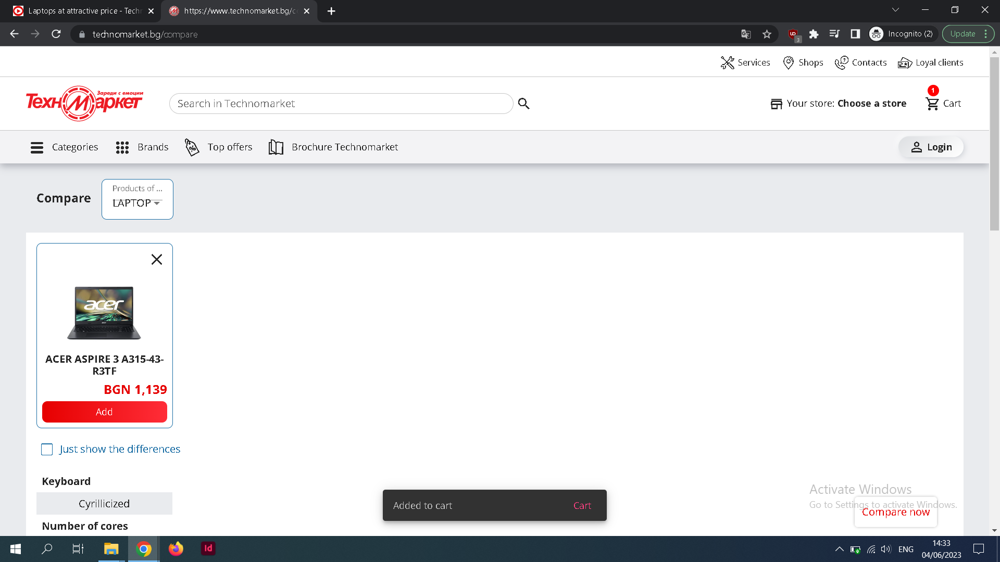 Laptops at attractive price - Techn
https://www.technomarket.bg/c
technomarket.bg/compare
3
Incognito (2)
Update
Services
Shops
Contacts
Loyal clients
Зареди с емоции
ТехноМаркет
Search in Technomarket
Your store: Choose a store
1
Cart
Categories
Brands
Top offers
Brochure Technomarket
Login
Compare
Products of ...
LAPTOP
acer
ACER ASPIRE 3 A315-43-
R3TF
BGN 1,139
Add
Just show the differences
Keyboard
Cyrillicized
Number of cores
Added to cart
Cart
Activate Windows
Go to Settings to activate Windows.
Compare now
Id
ENG
14:33
04/06/2023